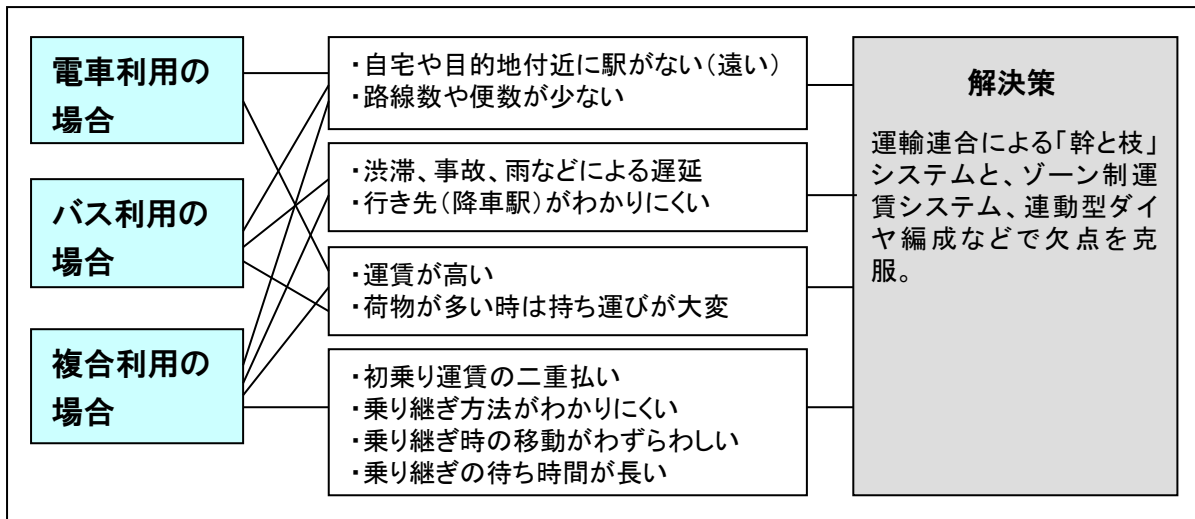 電車利用の
場合
バス利用の
場合
複合利用の
場合
・自宅や目的地付近に駅がない(遠い)
・路線数や便数が少ない
・渋滞、事故、雨などによる遅延
・行き先(降車駅)がわかりにくい
・運賃が高い
・荷物が多い時は持ち運びが大変
・初乗り運賃の二重払い
・乗り継ぎ方法がわかりにくい
・乗り継ぎ時の移動がわずらわしい
・乗り継ぎの待ち時間が長い
解決策
運輸連合による「幹と枝」
システムと、ゾーン制運
賃システム、連動型ダイ
ヤ編成などで欠点を克
服。